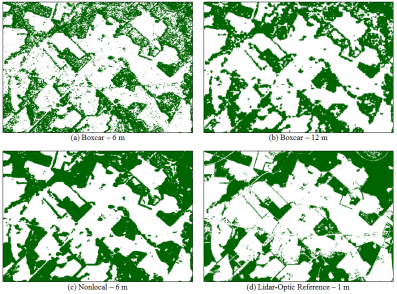 (a) Boxcar – 6 m
(b) Boxcar – 12 m
(c) Nonlocal – 6 m
(d) Lidar-Optic Reference – 1 m